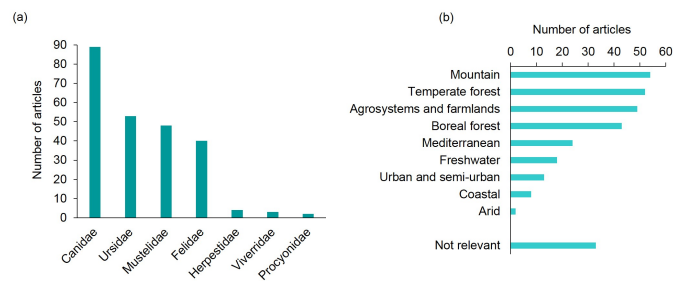 (a)
Number of articles
90
80
70
60
50
40
30
20
10
0
Canidae
Ursidae
Mustelidae
Felidae
Herpestidae
Viverridae
Procyonidae
(b)
Number of articles
0 10 20 30 40 50 60
Mountain
Temperate forest
Agrosystems and farmlands
Boreal forest
Mediterranean
Freshwater
Urban and semi-urban
Coastal
Arid
Not relevant